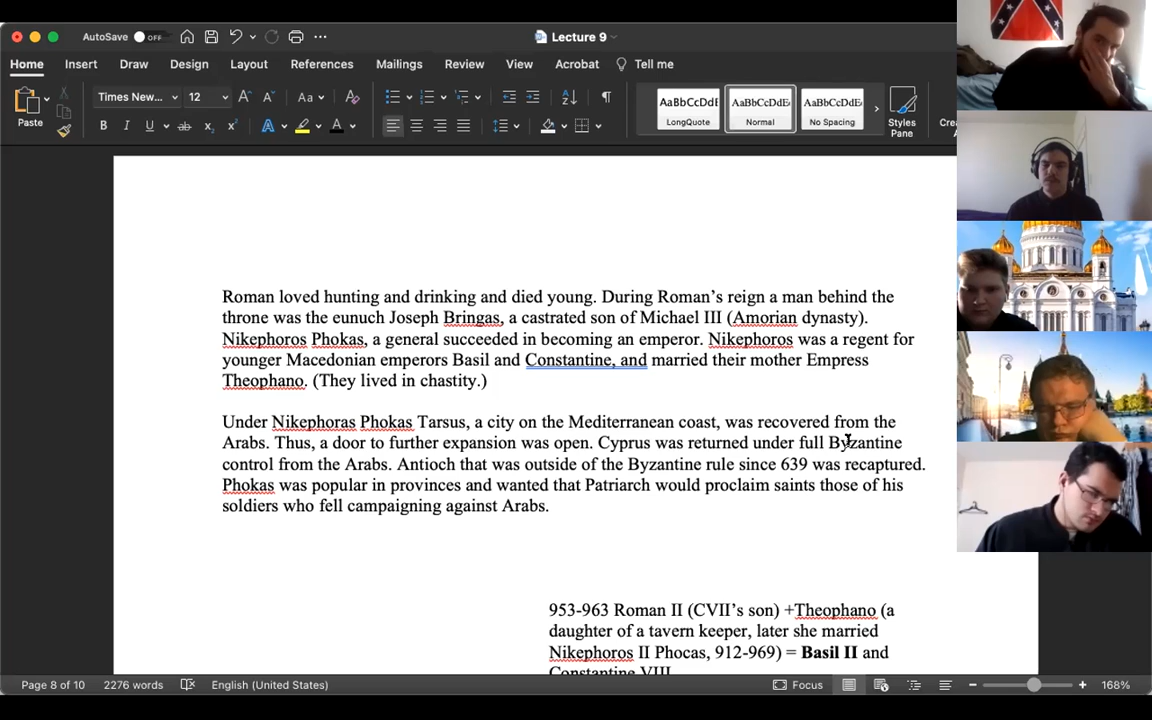 AutoSave OFF
Lecture 9
Home Insert Draw Design Layout References Mailings Review View Acrobat Tell me
Paste
Times New... 12 Aa
AaBbCcDdE AaBbCcDdEe AaBbCcDdEe
LongQuote Normal No Spacing
Styles
Pane
B I U ab x₂ x² A A
Roman loved hunting and drinking and died young. During Roman's reign a man behind the
throne was the eunuch Joseph Bringas, a castrated son of Michael III (Amorian dynasty).
Nikephoros Phokas, a general succeeded in becoming an emperor. Nikephoros was a regent for
younger Macedonian emperors Basil and Constantine, and married their mother Empress
Theophano. (They lived in chastity.)
Under Nikephoras Phokas Tarsus, a city on the Mediterranean coast, was recovered from the
Arabs. Thus, a door to further expansion was open. Cyprus was returned under full Byzantine
control from the Arabs. Antioch that was outside of the Byzantine rule since 639 was recaptured.
Phokas was popular in provinces and wanted that Patriarch would proclaim saints those of his
soldiers who fell campaigning against Arabs.
953-963 Roman II (CVII's son) +Theophano (a
daughter of a tavern keeper, later she married
Nikephoros II Phocas, 912-969) = Basil II and
Constantine VIII
Page 8 of 10 2276 words English (United States) Focus 168%